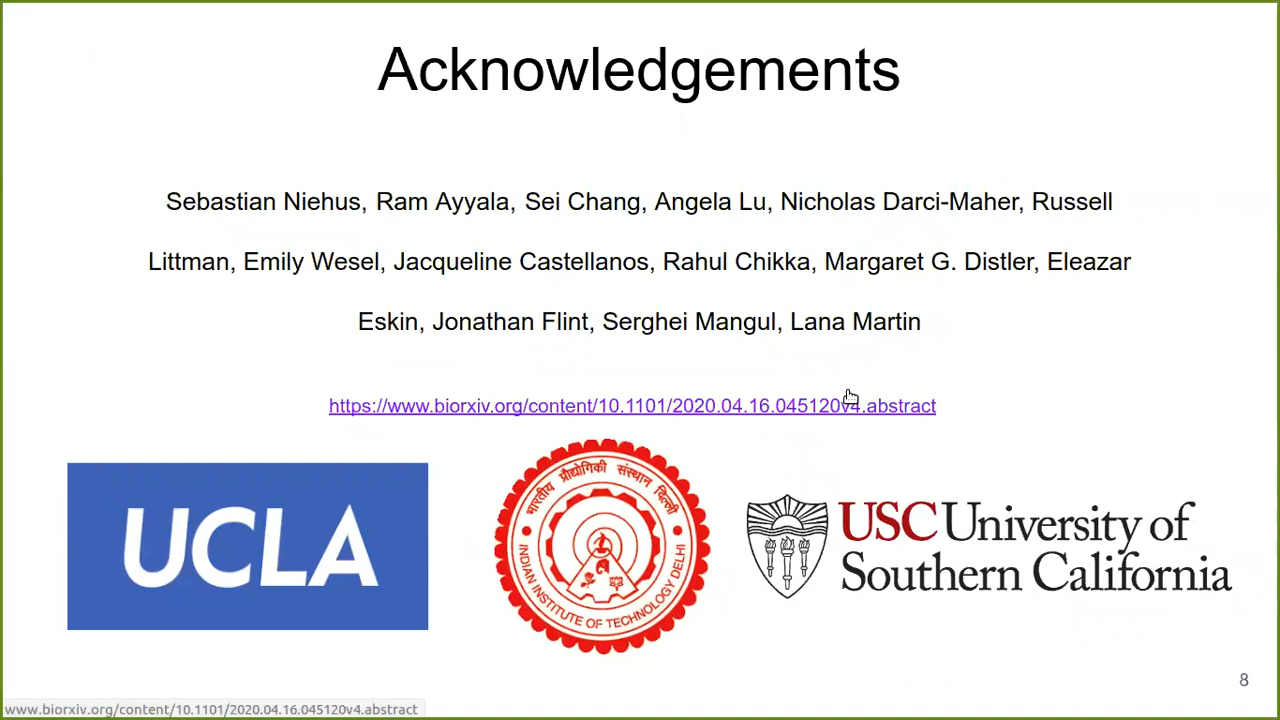 Acknowledgements
Sebastian Niehus, Ram Ayyala, Sei Chang, Angela Lu, Nicholas Darci-Maher, Russell
Littman, Emily Wesel, Jacqueline Castellanos, Rahul Chikka, Margaret G. Distler, Eleazar
Eskin, Jonathan Flint, Serghei Mangul, Lana Martin
https://www.biorxiv.org/content/10.1101/2020.04.16.045120v4.abstract
UCLA
भारतीय प्रौद्योगिकी संस्थान दिल्ली
INDIAN INSTITUTE OF TECHNOLOGY DELHI
USC University of
Southern California
8
www.biorxiv.org/content/10.1101/2020.04.16.045120v4.abstract